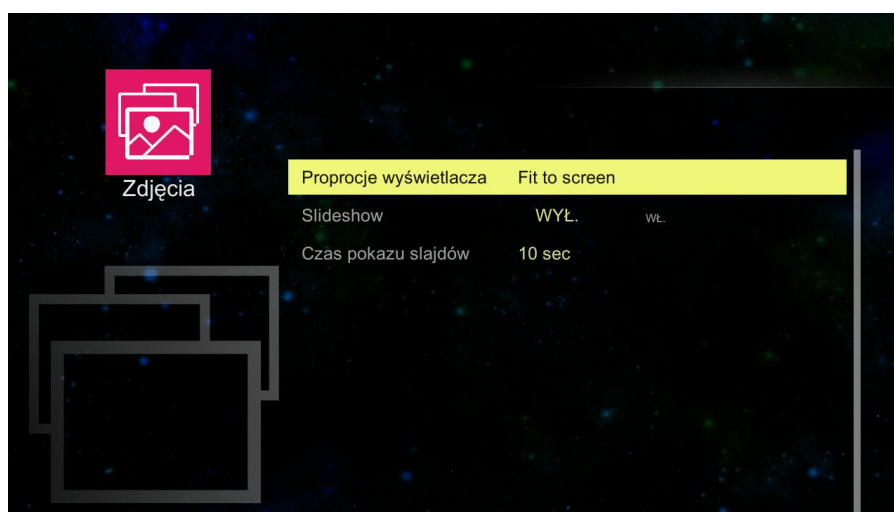 Zdjęcia
Proprocje wyświetlacza Fit to screen
Slideshow WYŁ. WŁ.
Czas pokazu slajdów 10 sec